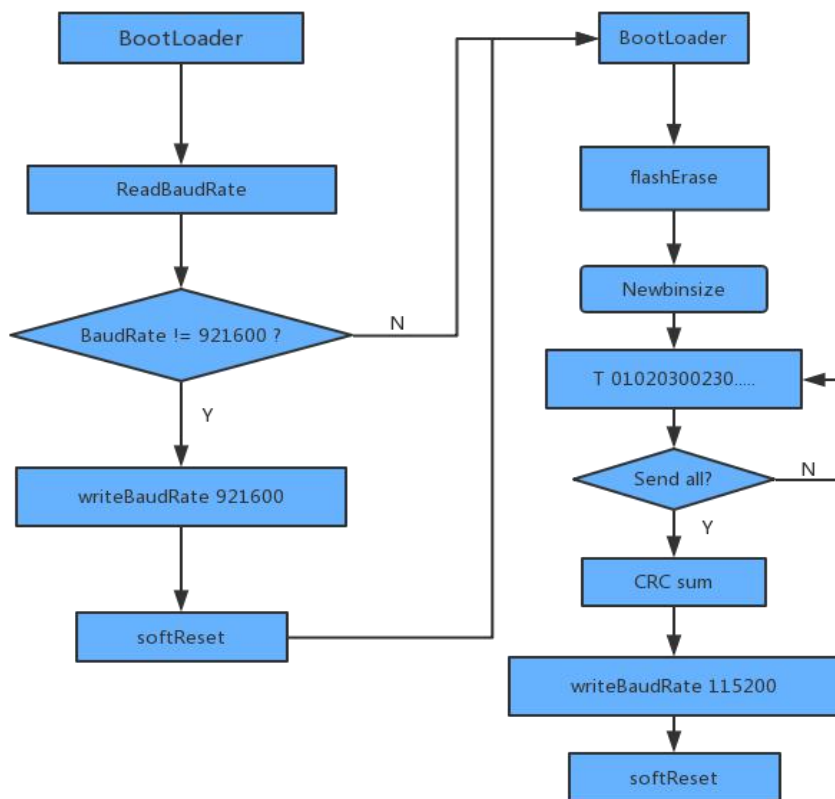 BootLoader
ReadBaudRate
BaudRate != 921600 ?
N
Y
writeBaudRate 921600
softReset
BootLoader
flashErase
Newbinsize
T 01020300230.....
Send all?
N
Y
CRC sum
writeBaudRate 115200
softReset